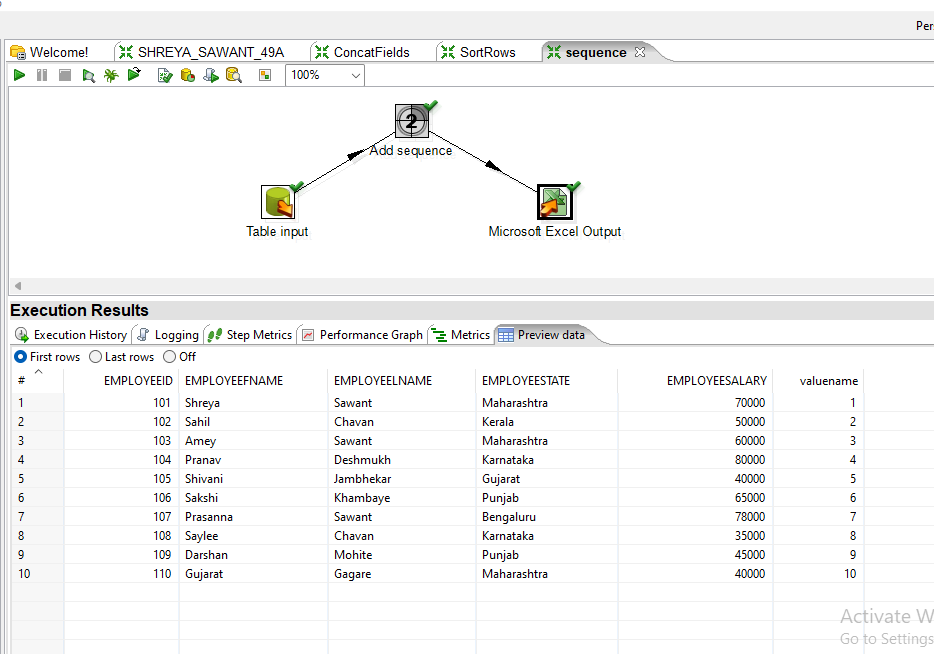 Per
Welcome! SHREYA_SAWANT_49A ConcatFields SortRows sequence
100%
2
Add sequence
Table input Microsoft Excel Output
Execution Results
Execution History Logging Step Metrics Performance Graph Metrics Preview data
First rows Last rows Off
# EMPLOYEEID EMPLOYEEFNAME EMPLOYEELNAME EMPLOYEESTATE EMPLOYEESALARY valuename
1 101 Shreya Sawant Maharashtra 70000 1
2 102 Sahil Chavan Kerala 50000 2
3 103 Amey Sawant Maharashtra 60000 3
4 104 Pranav Deshmukh Karnataka 80000 4
5 105 Shivani Jambhekar Gujarat 40000 5
6 106 Sakshi Khambaye Punjab 65000 6
7 107 Prasanna Sawant Bengaluru 78000 7
8 108 Saylee Chavan Karnataka 35000 8
9 109 Darshan Mohite Punjab 45000 9
10 110 Gujarat Gagare Maharashtra 40000 10
Activate W
Go to Settings